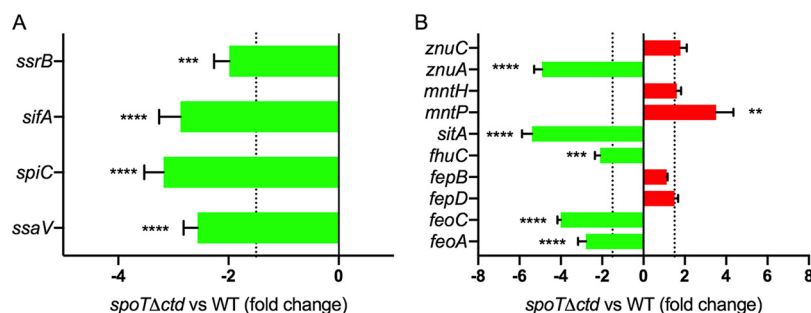 A
ssrB
***
sifA
****
spiC
****
ssaV
****
-4 -2 0
spoTΔctd vs WT (fold change)
B
znuC
znuA ****
mntH
mntP **
sitA ****
fhuC ***
fepB
fepD
feoC ****
feoA ****
-8 -6 -4 -2 0 2 4 6 8
spoTΔctd vs WT (fold change)